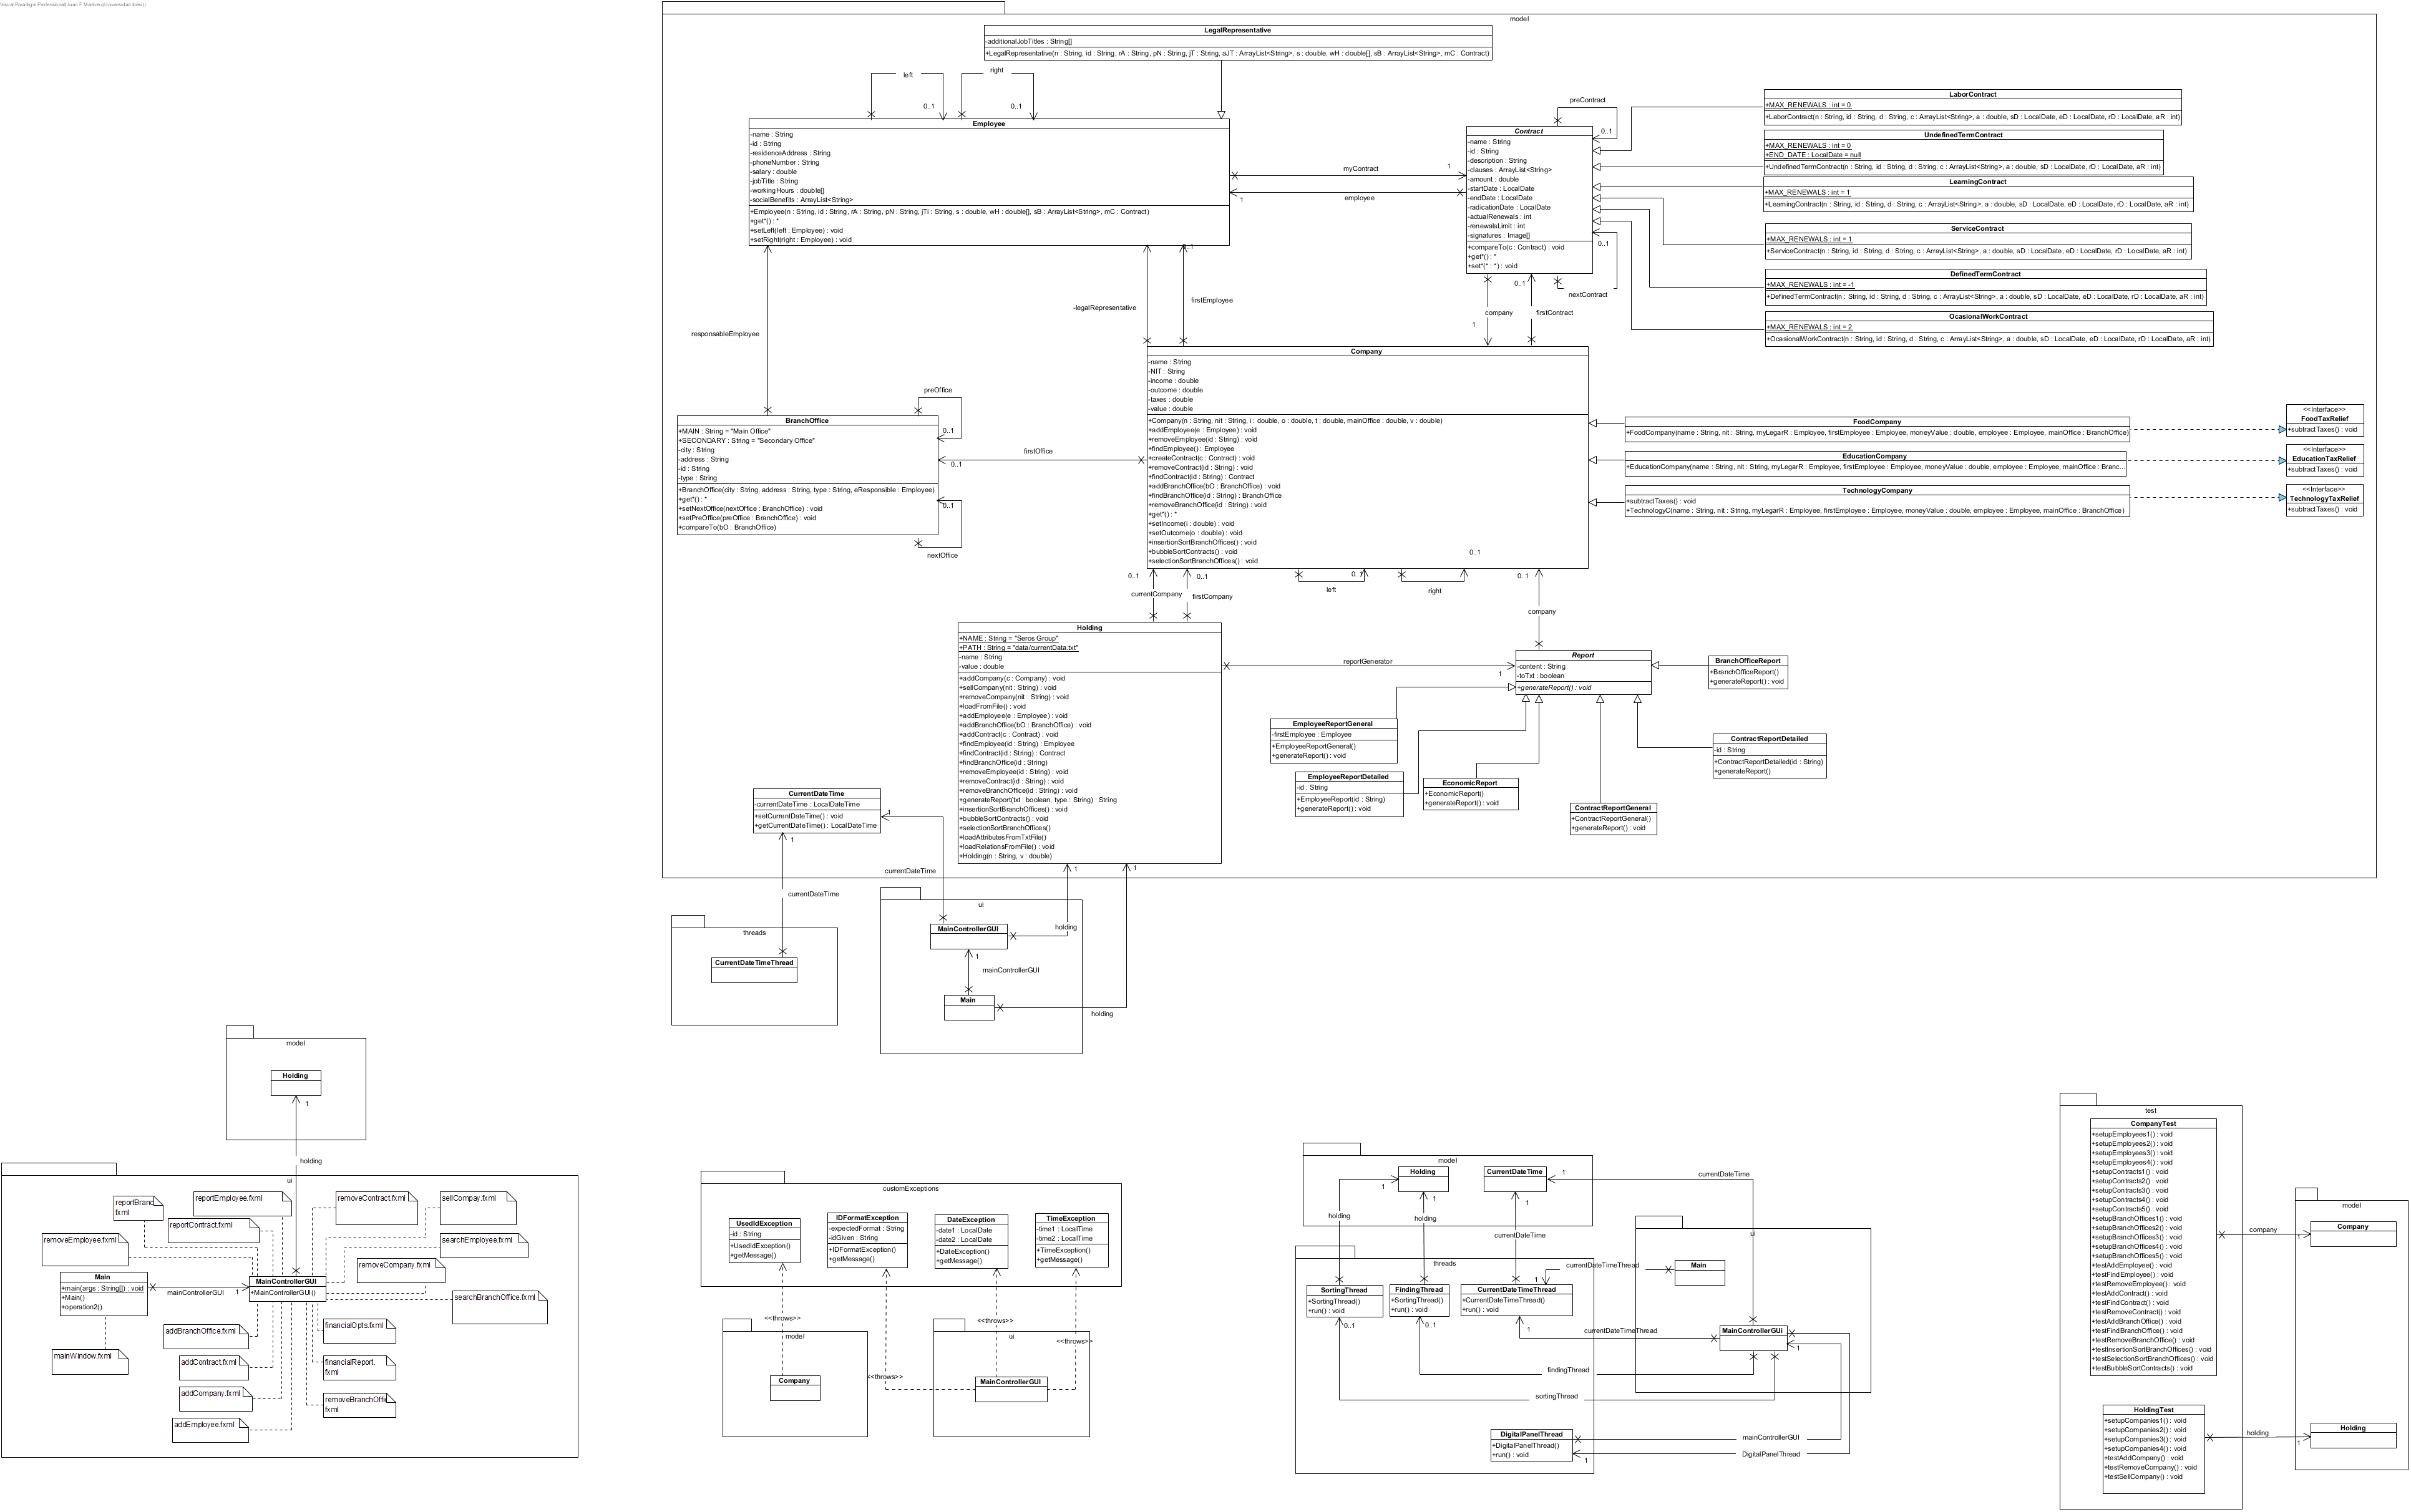 Visual Paradigm Professional(Juan F Martinez(Universidad Icesi))
model
LegalRepresentative
-additionalJobTitles : String[]
+LegalRepresentative(n : String, id : String, rA : String, pN : String, jT : String, aJT : ArrayList<String>, s : double, wH : double[], sB : ArrayList<String>, mC : Contract)
left
right
0..1
0..1
Employee
-name : String
-id : String
-residenceAddress : String
-phoneNumber : String
-salary : double
-jobTitle : String
-workingHours : double[]
-socialBenefits : ArrayList<String>
+Employee(n : String, id : String, rA : String, pN : String, jTi : String, s : double, wH : double[], sB : ArrayList<String>, mC : Contract)
+get*() : *
+setLeft(left : Employee) : void
+setRight(right : Employee) : void
myContract
1
employee
1
preContract
0..1
Contract
-name : String
-id : String
-description : String
-clauses : ArrayList<String>
-amount : double
-startDate : LocalDate
-endDate : LocalDate
-radicationDate : LocalDate
-actualRenewals : int
-renewalsLimit : int
-signatures : Image[]
+compareTo(c : Contract) : void
+get*() : *
+set*(* : *) : void
0..1
nextContract
LaborContract
+MAX_RENEWALS : int = 0
+LaborContract(n : String, id : String, d : String, c : ArrayList<String>, a : double, sD : LocalDate, eD : LocalDate, rD : LocalDate, aR : int)
UndefinedTermContract
+MAX_RENEWALS : int = 0
+END_DATE : LocalDate = null
+UndefinedTermContract(n : String, id : String, d : String, c : ArrayList<String>, a : double, sD : LocalDate, rD : LocalDate, aR : int)
LearningContract
+MAX_RENEWALS : int = 1
+LearningContract(n : String, id : String, d : String, c : ArrayList<String>, a : double, sD : LocalDate, eD : LocalDate, rD : LocalDate, aR : int)
ServiceContract
+MAX_RENEWALS : int = 1
+ServiceContract(n : String, id : String, d : String, c : ArrayList<String>, a : double, sD : LocalDate, eD : LocalDate, rD : LocalDate, aR : int)
DefinedTermContract
+MAX_RENEWALS : int = -1
+DefinedTermContract(n : String, id : String, d : String, c : ArrayList<String>, a : double, sD : LocalDate, eD : LocalDate, rD : LocalDate, aR : int)
OcasionalWorkContract
+MAX_RENEWALS : int = 2
+OcasionalWorkContract(n : String, id : String, d : String, c : ArrayList<String>, a : double, sD : LocalDate, eD : LocalDate, rD : LocalDate, aR : int)
responsableEmployee
-legalRepresentative
0..1
firstEmployee
company
1
0..1
firstContract
preOffice
0..1
BranchOffice
+MAIN : String = "Main Office"
+SECONDARY : String = "Secondary Office"
-city : String
-address : String
-id : String
-type : String
+BranchOffice(city : String, address : String, type : String, eResponsible : Employee)
+get*() : *
+setNextOffice(nextOffice : BranchOffice) : void
+setPreOffice(preOffice : BranchOffice) : void
+compareTo(bO : BranchOffice)
0..1
nextOffice
firstOffice
0..1
Company
-name : String
-NIT : String
-income : double
-outcome : double
-taxes : double
-value : double
+Company(n : String, nit : String, i : double, o : double, t : double, mainOffice : double, v : double)
+addEmployee(e : Employee) : void
+removeEmployee(id : String) : void
+findEmployee() : Employee
+createContract(c : Contract) : void
+removeContract(id : String) : void
+findContract(id : String) : Contract
+addBranchOffice(bO : BranchOffice) : void
+findBranchOffice(id : String) : BranchOffice
+removeBranchOffice(id : String) : void
+get*() : *
+setIncome(i : double) : void
+setOutcome(o : double) : void
+insertionSortBranchOffices() : void
+bubbleSortContracts() : void
+selectionSortBranchOffices() : void
0..1
FoodCompany
+FoodCompany(name : String, nit : String, myLegarR : Employee, firstEmployee : Employee, moneyValue : double, employee : Employee, mainOffice : BranchOffice)
EducationCompany
+EducationCompany(name : String, nit : String, myLegarR : Employee, firstEmployee : Employee, moneyValue : double, employee : Employee, mainOffice : Branc...
TechnologyCompany
+subtractTaxes() : void
+TechnologyC(name : String, nit : String, myLegarR : Employee, firstEmployee : Employee, moneyValue : double, employee : Employee, mainOffice : BranchOffice)
<<Interface>>
FoodTaxRelief
+subtractTaxes() : void
<<Interface>>
EducationTaxRelief
+subtractTaxes() : void
<<Interface>>
TechnologyTaxRelief
+subtractTaxes() : void
0..1
currentCompany
0..1
firstCompany
0..1
left
right
0..1
company
Holding
+NAME : String = "Seros Group"
+PATH : String = "data/currentData.txt"
-name : String
-value : double
+addCompany(c : Company) : void
+sellCompany(nit : String) : void
+removeCompany(nit : String) : void
+loadFromFile() : void
+addEmployee(e : Employee) : void
+addBranchOffice(bO : BranchOffice) : void
+addContract(c : Contract) : void
+findEmployee(id : String) : Employee
+findContract(id : String) : Contract
+findBranchOffice(id : String)
+removeEmployee(id : String) : void
+removeContract(id : String) : void
+removeBranchOffice(id : String) : void
+generateReport(txt : boolean, type : String) : String
+insertionSortBranchOffices() : void
+bubbleSortContracts() : void
+selectionSortBranchOffices()
+loadAttributesFromTxtFile()
+loadRelationsFromFile() : void
+Holding(n : String, v : double)
reportGenerator
1
Report
-content : String
-toTxt : boolean
+generateReport() : void
BranchOfficeReport
+BranchOfficeReport()
+generateReport() : void
EmployeeReportGeneral
-firstEmployee : Employee
+EmployeeReportGeneral()
+generateReport() : void
EmployeeReportDetailed
-id : String
+EmployeeReport(id : String)
+generateReport() : void
EconomicReport
+EconomicReport()
+generateReport() : void
ContractReportGeneral
+ContractReportGeneral()
+generateReport() : void
ContractReportDetailed
-id : String
+ContractReportDetailed(id : String)
+generateReport()
CurrentDateTime
-currentDateTime : LocalDateTime
+setCurrentDateTime() : void
+getCurrentDateTime() : LocalDateTime
1
1
currentDateTime
currentDateTime
1
1
threads
CurrentDateTimeThread
ui
MainControllerGUI
holding
1
mainControllerGUI
Main
holding
model
Holding
1
holding
ui
reportBranc
fxml
reportEmployee.fxml
reportContract.fxml
removeContract.fxml
sellCompay.fxml
removeEmployee.fxml
searchEmployee.fxml
removeCompany.fxml
Main
+main(args : String[]) : void
+Main()
+operation2()
mainControllerGUI
1
MainControllerGUI
+MainControllerGUI()
searchBranchOffice.fxml
mainWindow.fxml
addBranchOffice.fxml
financialOpts.fxml
addContract.fxml
financialReport.
fxml
addCompany.fxml
removeBranchOffic
fxml
addEmployee.fxml
customExceptions
UsedIdException
-id : String
+UsedIdException()
+getMessage()
IDFormatException
-expectedFormat : String
-idGiven : String
+IDFormatException()
+getMessage()
DateException
-date1 : LocalDate
-date2 : LocalDate
+DateException()
+getMessage()
TimeException
-time1 : LocalTime
-time2 : LocalTime
+TimeException()
+getMessage()
<<throws>>
<<throws>>
<<throws>>
<<throws>>
model
Company
ui
MainControllerGUI
model
Holding
1
1
CurrentDateTime
1
1
currentDateTime
holding
holding
currentDateTime
threads
SortingThread
+SortingThread()
+run() : void
0..1
FindingThread
+SortingThread()
+run() : void
0..1
CurrentDateTimeThread
+CurrentDateTimeThread()
+run() : void
1
1
currentDateTimeThread
currentDateTimeThread
ui
Main
MainControllerGUi
1
findingThread
sortingThread
DigitalPanelThread
+DigitalPanelThread()
+run() : void
1
mainControllerGUI
DigitalPanelThread
test
CompanyTest
+setupEmployees1() : void
+setupEmployees2() : void
+setupEmployees3() : void
+setupEmployees4() : void
+setupContracts1() : void
+setupContracts2() : void
+setupContracts3() : void
+setupContracts4() : void
+setupContracts5() : void
+setupBranchOffices1() : void
+setupBranchOffices2() : void
+setupBranchOffices3() : void
+setupBranchOffices4() : void
+setupBranchOffices5() : void
+testAddEmployee() : void
+testFindEmployee() : void
+testRemoveEmployee() : void
+testAddContract() : void
+testFindContract() : void
+testRemoveContract() : void
+testAddBranchOffice() : void
+testFindBranchOffice() : void
+testRemoveBranchOffice() : void
+testInsertionSortBranchOffices() : void
+testSelectionSortBranchOffices() : void
+testBubbleSortContracts() : void
HoldingTest
+setupCompanies1() : void
+setupCompanies2() : void
+setupCompanies3() : void
+setupCompanies4() : void
+testAddCompany() : void
+testRemoveCompany() : void
+testSellCompany() : void
company
1
holding
1
model
Company
Holding